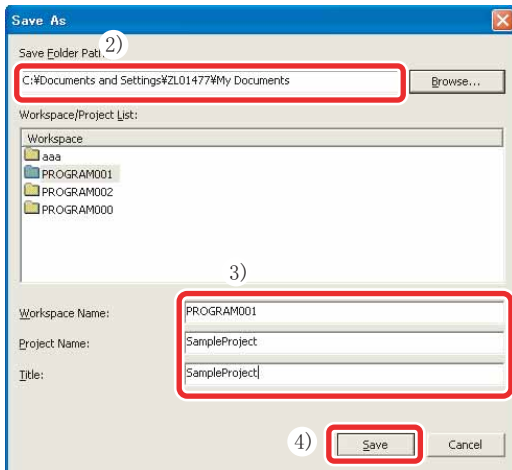 Save As
2)
Save Folder Pat
C:¥Documents and Settings¥ZL01477¥My Documents
Browse...
Workspace/Project List:
Workspace
aaa
PROGRAM001
PROGRAM002
PROGRAM000
3)
Workspace Name: PROGRAM001
Project Name: SampleProject
Title: SampleProject
4)
Save
Cancel